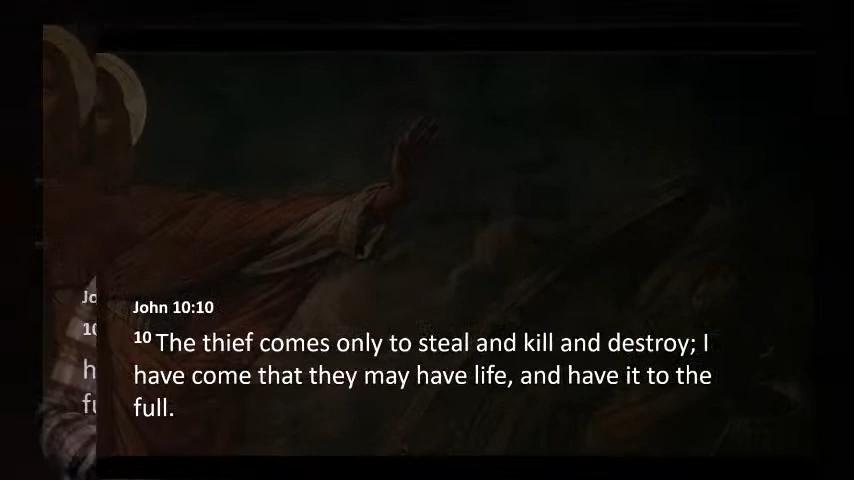 John 10:10
10 The thief comes only to steal and kill and destroy; I
have come that they may have life, and have it to the
full.